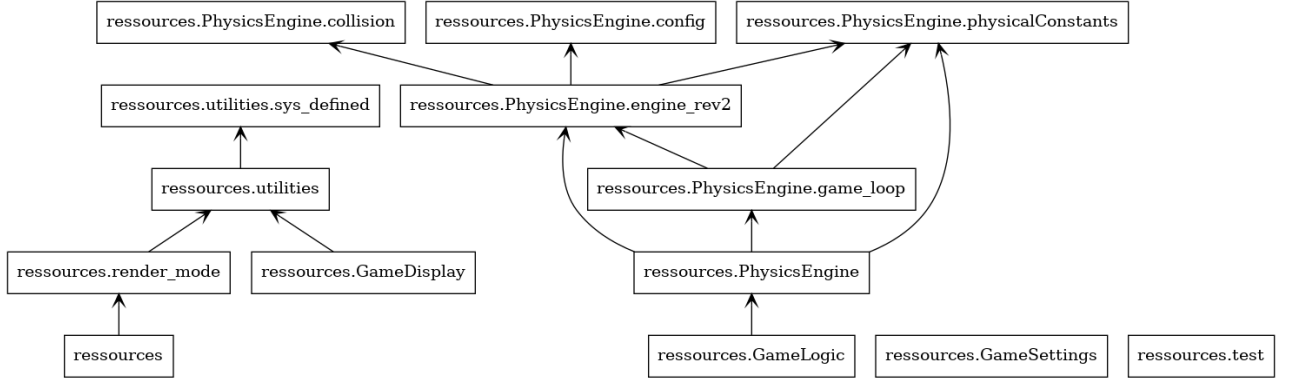 ressources.PhysicsEngine.collision
ressources.PhysicsEngine.config
ressources.PhysicsEngine.physicalConstants
ressources.utilities.sys_defined
ressources.PhysicsEngine.engine_rev2
ressources.utilities
ressources.PhysicsEngine.game_loop
ressources.render_mode
ressources.GameDisplay
ressources.PhysicsEngine
ressources
ressources.GameLogic
ressources.GameSettings
ressources.test